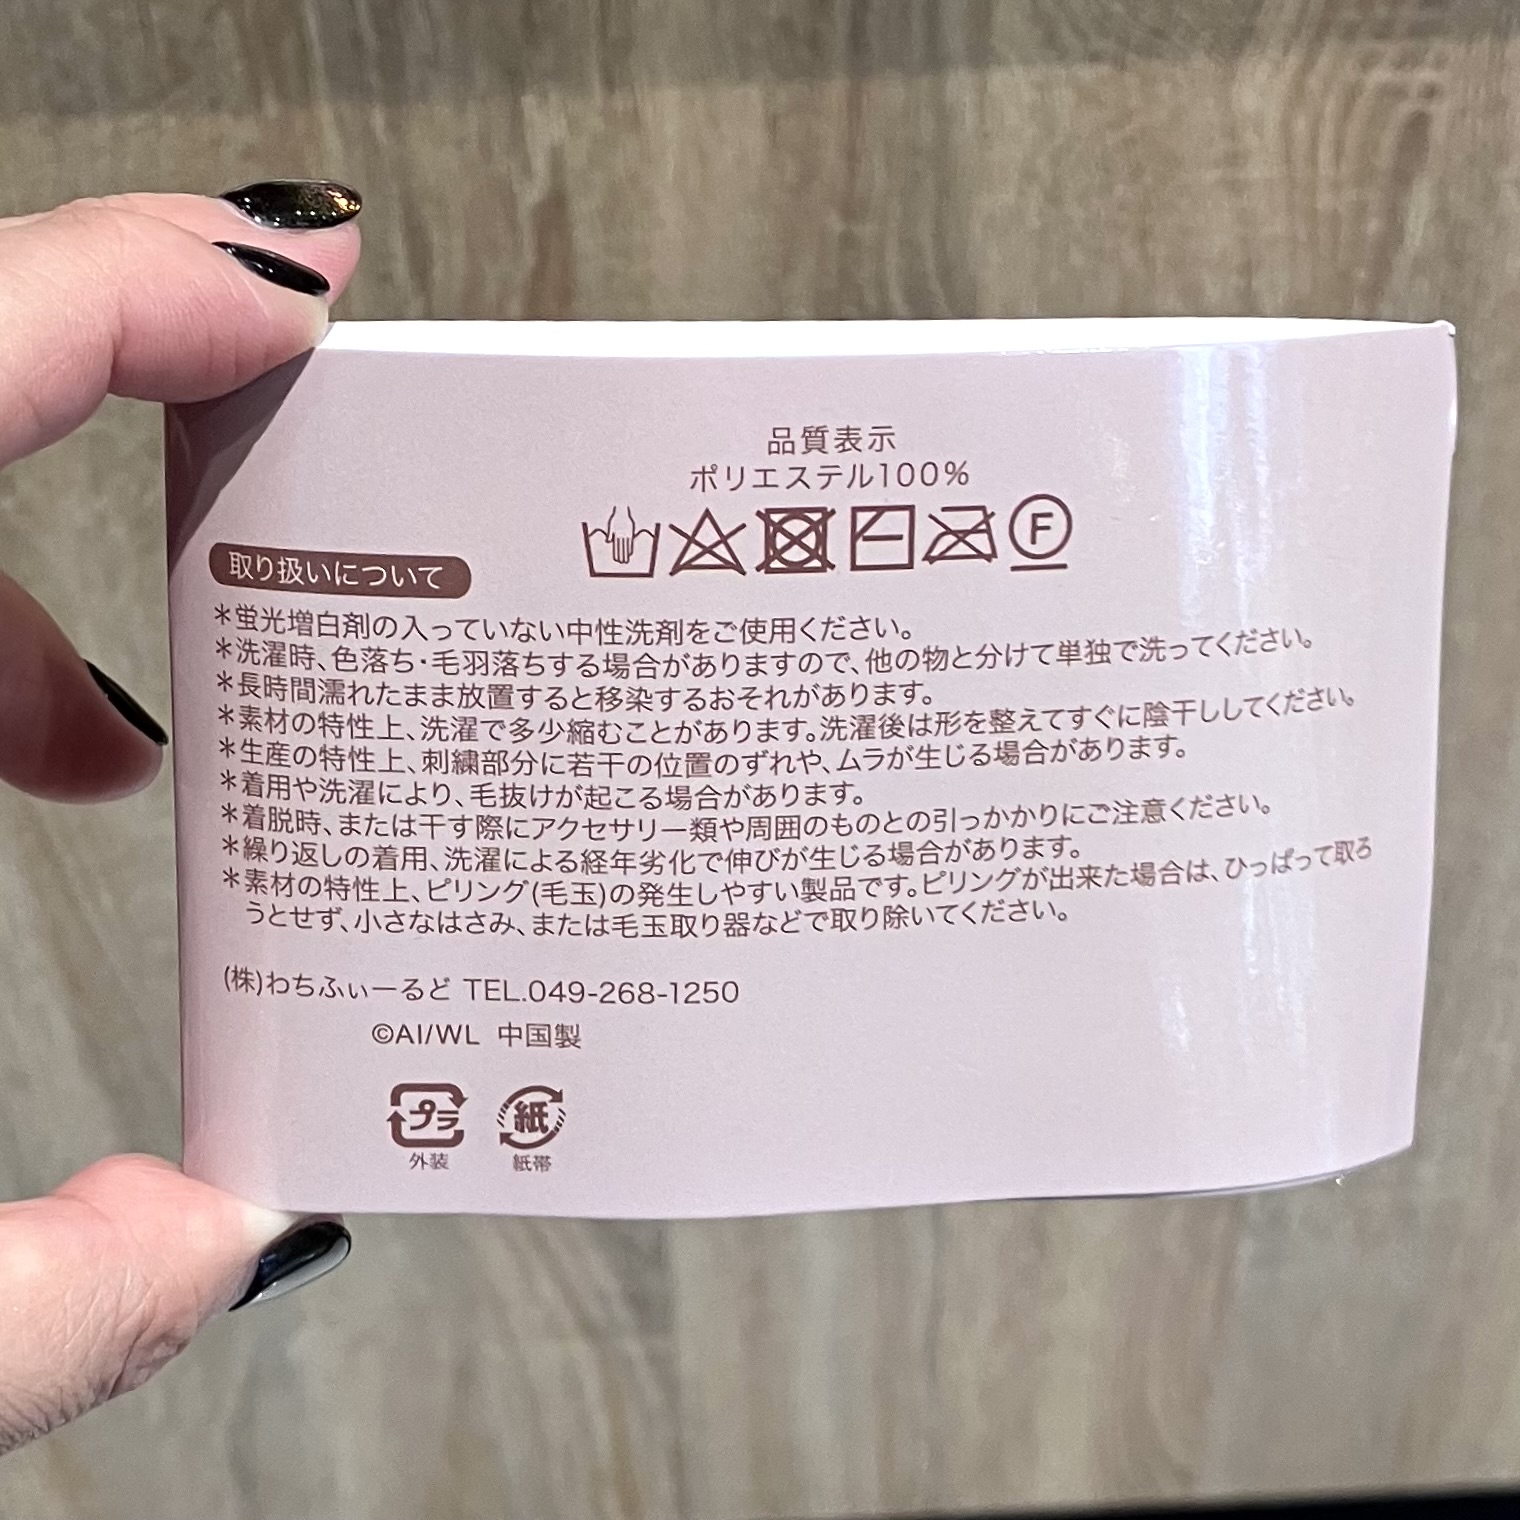 品質表示
ポリエステル100%
F
取り扱いについて
*蛍光増白剤の入っていない中性洗剤をご使用ください。
*洗濯時、色落ち・毛羽落ちする場合がありますので、他の物と分けて単独で洗ってください。
*長時間濡れたまま放置すると移染するおそれがあります。
*素材の特性上、洗濯で多少縮むことがあります。洗濯後は形を整えてすぐに陰干ししてください。
*生産の特性上、刺繍部分に若干の位置のずれや、ムラが生じる場合があります。
*着用や洗濯により、毛抜けが起こる場合があります。
*着脱時、または干す際にアクセサリー類や周囲のものとの引っかかりにご注意ください。
*繰り返しの着用、洗濯による経年劣化で伸びが生じる場合があります。
*素材の特性上、ピリング(毛玉)の発生しやすい製品です。ピリングが出来た場合は、ひっぱって取ろ
うとせず、小さなはさみ、または毛玉取り器などで取り除いてください。
(株)わちふぃーるど TEL.049-268-1250
©AI/WL 中国製
プラ 紙
外装 紙帯